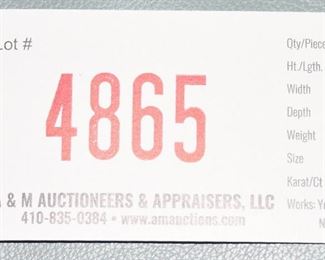 Lot #
4865
& M AUCTIONEERS & APPRAISERS, LLC
410-835-0384 • www.amauctions.com
Qty/Piece
Ht./Lgth.
Width
Depth
Weight
Size
Karat/Ct
Works: Y
N